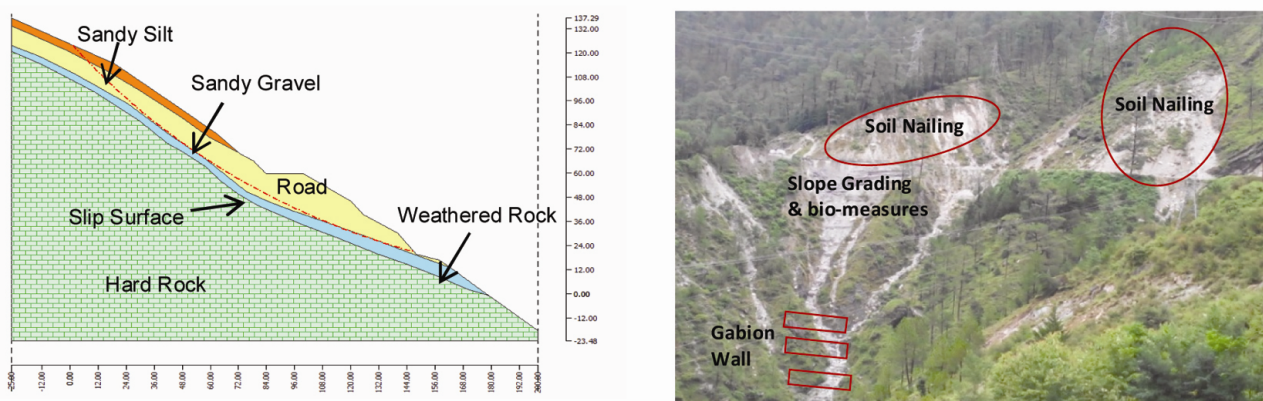 Sandy Silt
Sandy Gravel
Road
Slip Surface
Weathered Rock
Hard Rock
137.29
132.00
120.00
108.00
96.00
84.00
72.00
60.00
48.00
36.00
24.00
12.00
0.00
-12.00
-23.48
-12.00
0.00
12.00
24.00
36.00
48.00
60.00
72.00
84.00
96.00
108.00
120.00
132.00
144.00
156.00
168.00
180.00
192.00
Soil Nailing
Soil Nailing
Slope Grading
& bio-measures
Gabion
Wall